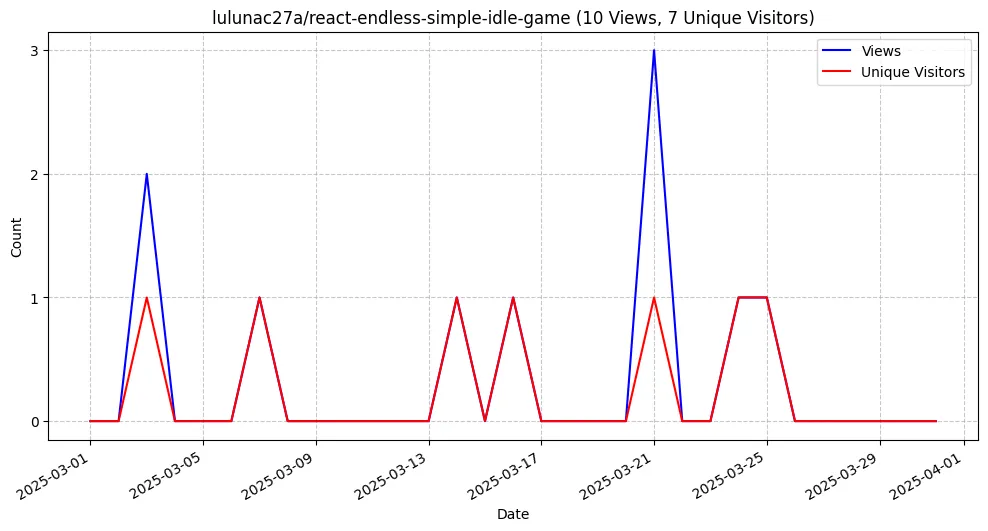 lulunac27a/react-endless-simple-idle-game (10 Views, 7 Unique Visitors)
Views
Unique Visitors
3
2
1
0
Count
2025-03-01
2025-03-05
2025-03-09
2025-03-13
2025-03-17
2025-03-21
2025-03-25
2025-03-29
2025-04-01
Date